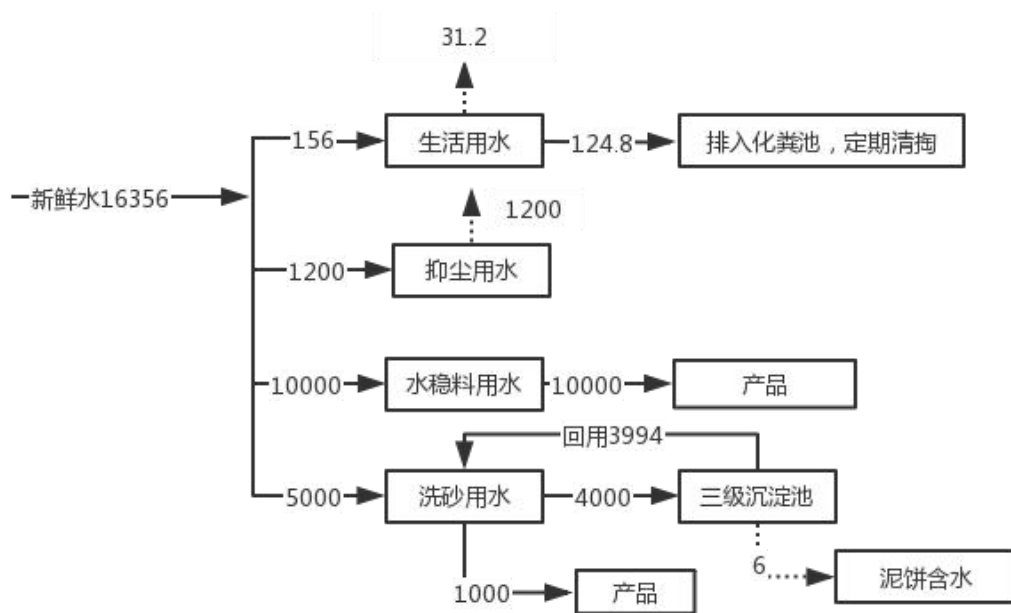 31.2
156
生活用水
124.8
排入化粪池，定期清掏
新鲜水16356
1200
1200
抑尘用水
10000
水稳料用水
10000
产品
回用3994
5000
洗砂用水
4000
三级沉淀池
6
泥饼含水
1000
产品